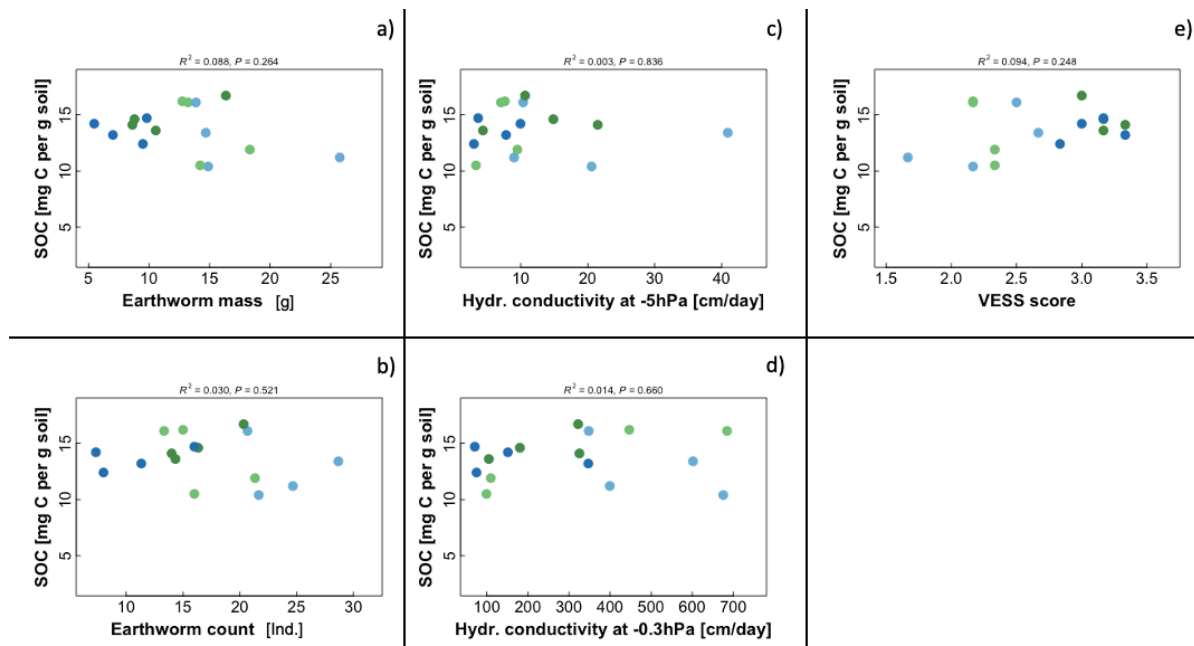 a)
R² = 0.088, P = 0.264
SOC [mg C per g soil]
15
10
5
5 10 15 20 25
Earthworm mass [g]
c)
R² = 0.003, P = 0.836
SOC [mg C per g soil]
15
10
5
10 20 30 40
Hydr. conductivity at -5hPa [cm/day]
e)
R² = 0.094, P = 0.248
SOC [mg C per g soil]
15
10
5
1.5 2.0 2.5 3.0 3.5
VESS score
b)
R² = 0.030, P = 0.521
SOC [mg C per g soil]
15
10
5
10 15 20 25 30
Earthworm count [Ind.]
d)
R² = 0.014, P = 0.660
SOC [mg C per g soil]
15
10
5
100 200 300 400 500 600 700
Hydr. conductivity at -0.3hPa [cm/day]